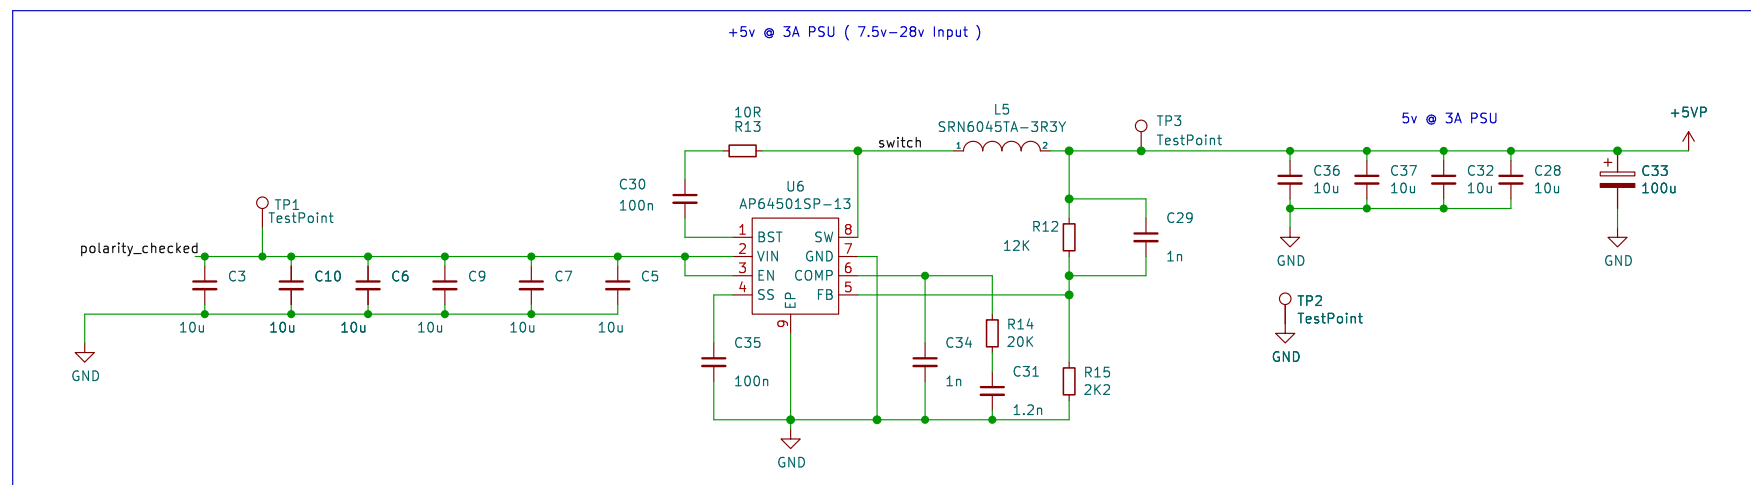 +5v @ 3A PSU ( 7.5v-28v Input )
10R
R13
L5
SRN6045TA-3R3Y
1
2
switch
TP3
TestPoint
5v @ 3A PSU
+5VP
C36
10u
C37
10u
C32
10u
C28
10u
+
C33
100u
C30
100n
U6
AP64501SP-13
TP1
TestPoint
polarity_checked
1
BST
SW
8
2
VIN
GND
7
3
EN
COMP
6
4
SS
FB
5
EP
9
R12
12K
C29
1n
GND
GND
C3
C10
C6
C9
C7
C5
10u
10u
10u
10u
10u
10u
GND
TP2
TestPoint
GND
C35
100n
C34
1n
R14
20K
C31
1.2n
R15
2K2
GND